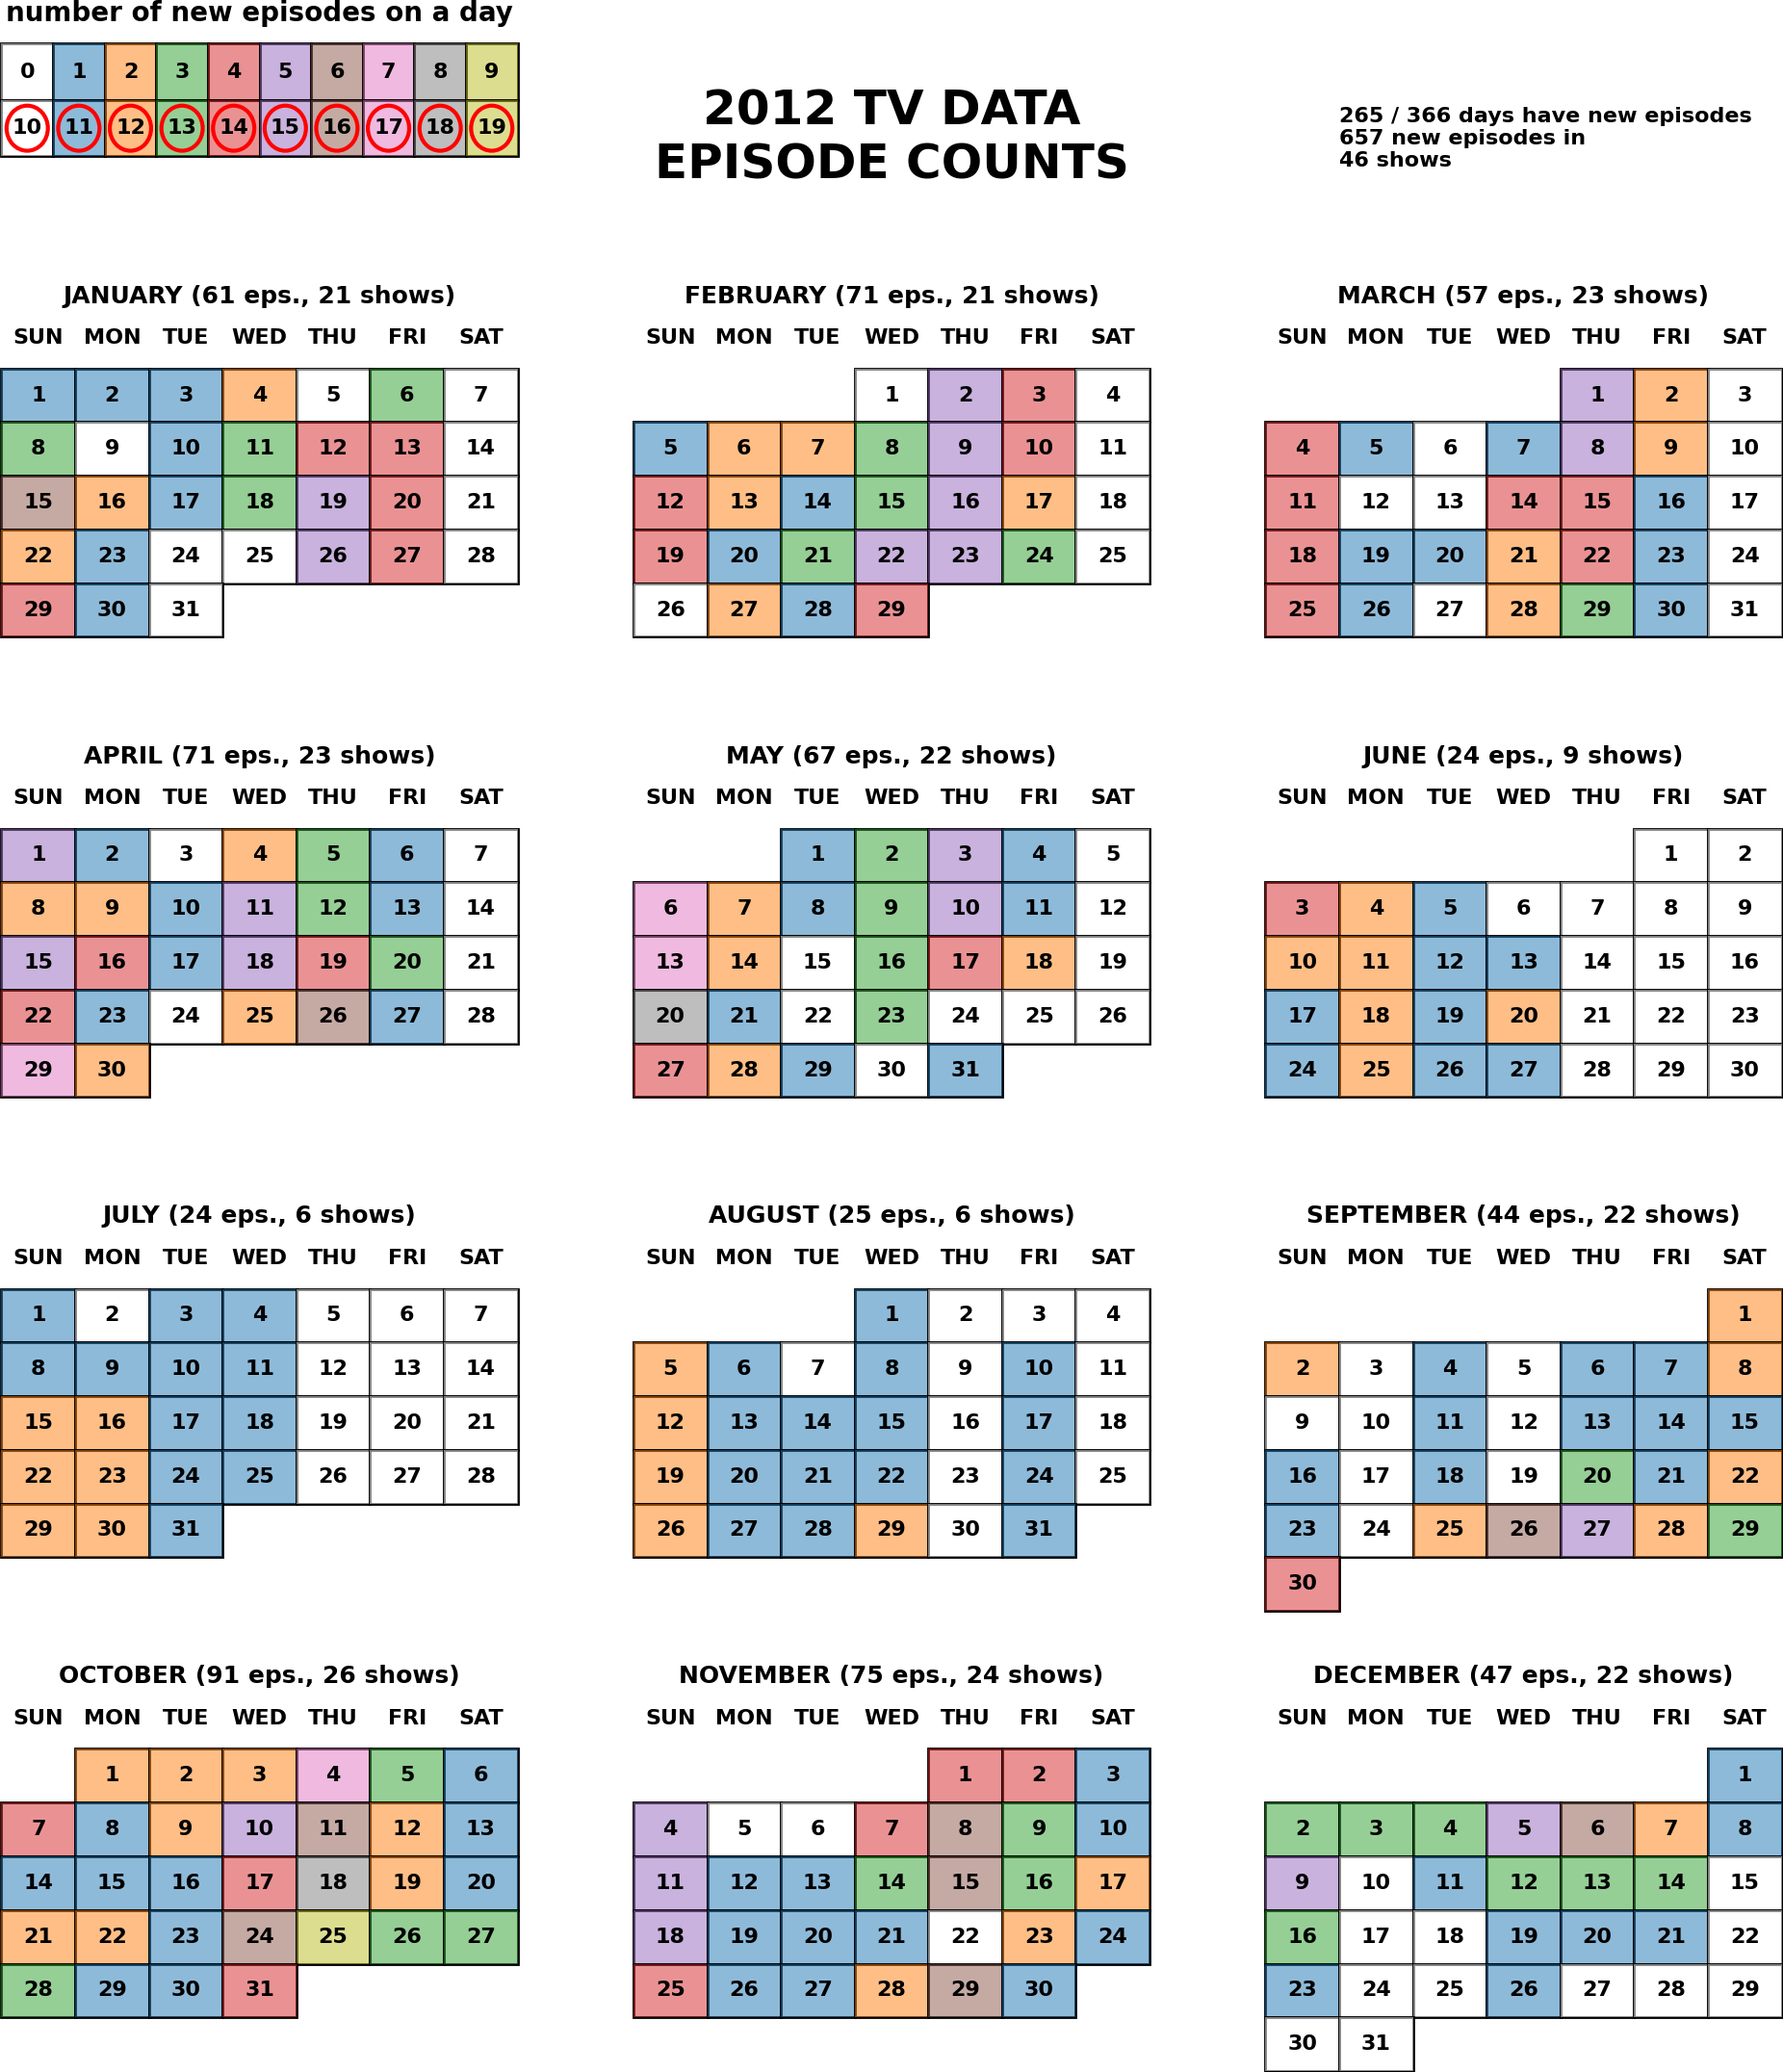 number of new episodes on a day
0 1 2 3 4 5 6 7 8 9
10 11 12 13 14 15 16 17 18 19
2012 TV DATA
EPISODE COUNTS
265 / 366 days have new episodes
657 new episodes in
46 shows
JANUARY (61 eps., 21 shows)
SUN MON TUE WED THU FRI SAT
1 2 3 4 5 6 7
8 9 10 11 12 13 14
15 16 17 18 19 20 21
22 23 24 25 26 27 28
29 30 31
FEBRUARY (71 eps., 21 shows)
SUN MON TUE WED THU FRI SAT
1 2 3 4
5 6 7 8 9 10 11
12 13 14 15 16 17 18
19 20 21 22 23 24 25
26 27 28 29
MARCH (57 eps., 23 shows)
SUN MON TUE WED THU FRI SAT
1 2 3
4 5 6 7 8 9 10
11 12 13 14 15 16 17
18 19 20 21 22 23 24
25 26 27 28 29 30 31
APRIL (71 eps., 23 shows)
SUN MON TUE WED THU FRI SAT
1 2 3 4 5 6 7
8 9 10 11 12 13 14
15 16 17 18 19 20 21
22 23 24 25 26 27 28
29 30
MAY (67 eps., 22 shows)
SUN MON TUE WED THU FRI SAT
1 2 3 4 5
6 7 8 9 10 11 12
13 14 15 16 17 18 19
20 21 22 23 24 25 26
27 28 29 30 31
JUNE (24 eps., 9 shows)
SUN MON TUE WED THU FRI SAT
1 2
3 4 5 6 7 8 9
10 11 12 13 14 15 16
17 18 19 20 21 22 23
24 25 26 27 28 29 30
JULY (24 eps., 6 shows)
SUN MON TUE WED THU FRI SAT
1 2 3 4 5 6 7
8 9 10 11 12 13 14
15 16 17 18 19 20 21
22 23 24 25 26 27 28
29 30 31
AUGUST (25 eps., 6 shows)
SUN MON TUE WED THU FRI SAT
1 2 3 4
5 6 7 8 9 10 11
12 13 14 15 16 17 18
19 20 21 22 23 24 25
26 27 28 29 30 31
SEPTEMBER (44 eps., 22 shows)
SUN MON TUE WED THU FRI SAT
1
2 3 4 5 6 7 8
9 10 11 12 13 14 15
16 17 18 19 20 21 22
23 24 25 26 27 28 29
30
OCTOBER (91 eps., 26 shows)
SUN MON TUE WED THU FRI SAT
1 2 3 4 5 6
7 8 9 10 11 12 13
14 15 16 17 18 19 20
21 22 23 24 25 26 27
28 29 30 31
NOVEMBER (75 eps., 24 shows)
SUN MON TUE WED THU FRI SAT
1 2 3
4 5 6 7 8 9 10
11 12 13 14 15 16 17
18 19 20 21 22 23 24
25 26 27 28 29 30
DECEMBER (47 eps., 22 shows)
SUN MON TUE WED THU FRI SAT
1
2 3 4 5 6 7 8
9 10 11 12 13 14 15
16 17 18 19 20 21 22
23 24 25 26 27 28 29
30 31